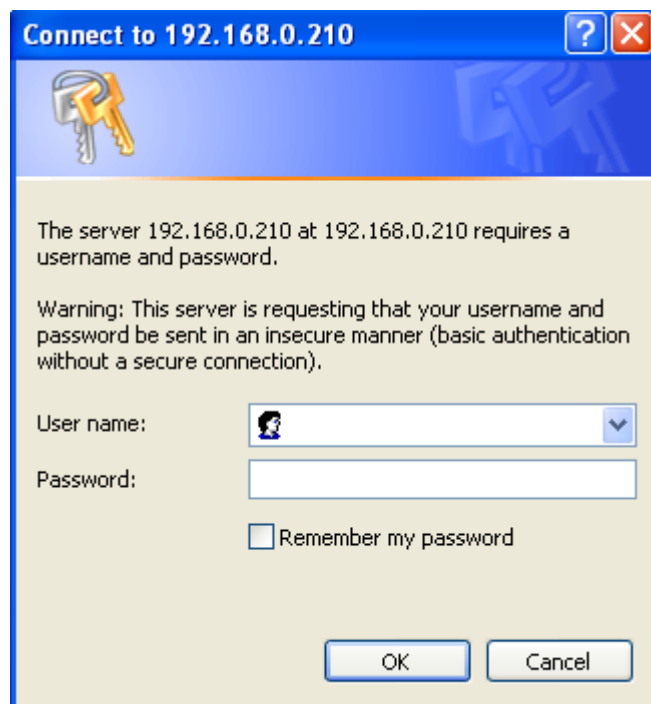 Connect to 192.168.0.210
The server 192.168.0.210 at 192.168.0.210 requires a
username and password.
Warning: This server is requesting that your username and
password be sent in an insecure manner (basic authentication
without a secure connection).
User name:
Password:
Remember my password
OK Cancel